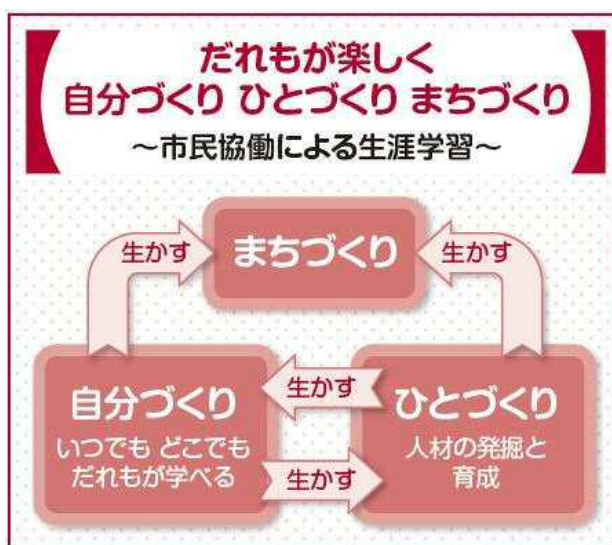 だれもが楽しく
自分づくり ひとづくり まちづくり
～市民協働による生涯学習～
生かす
まちづくり
生かす
自分づくり
いつでも どこでも
だれもが学べる
生かす
生かす
ひとづくり
人材の発掘と
育成